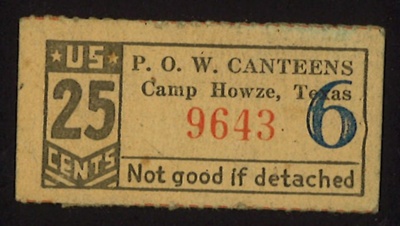 ★ US ★
25
CENTS
P. O. W. CANTEENS
Camp Howze, Texas
9643 6
Not good if detached